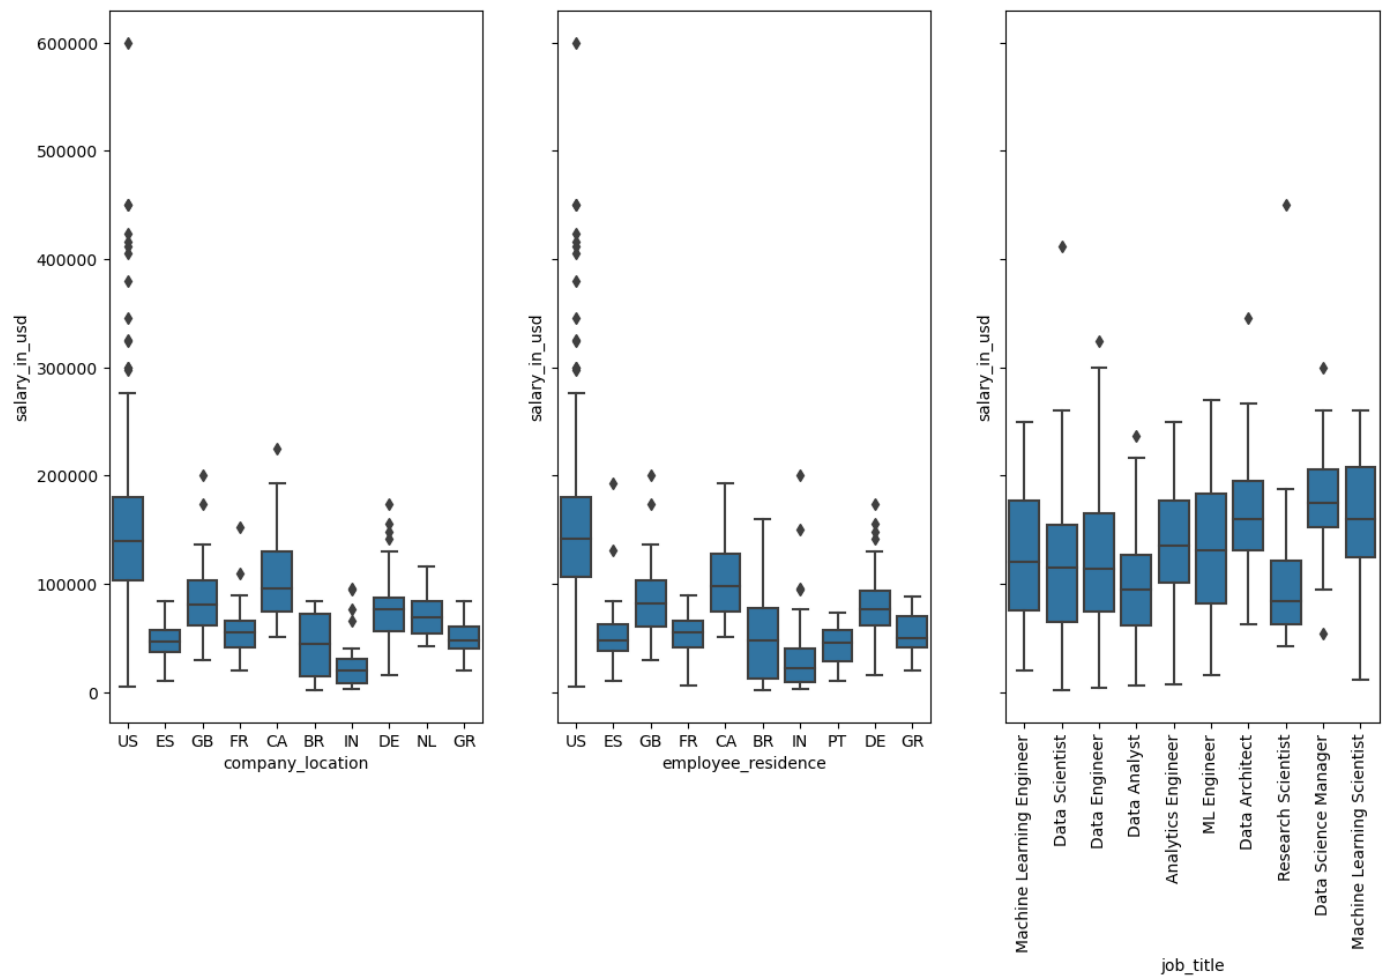 600000
500000
400000
300000
200000
100000
0
salary_in_usd
US ES GB FR CA BR IN DE NL GR
company_location
salary_in_usd
US ES GB FR CA BR IN PT DE GR
employee_residence
salary_in_usd
Machine Learning Engineer
Data Scientist
Data Engineer
Data Analyst
Analytics Engineer
ML Engineer
Data Architect
Research Scientist
Data Science Manager
Machine Learning Scientist
job_title